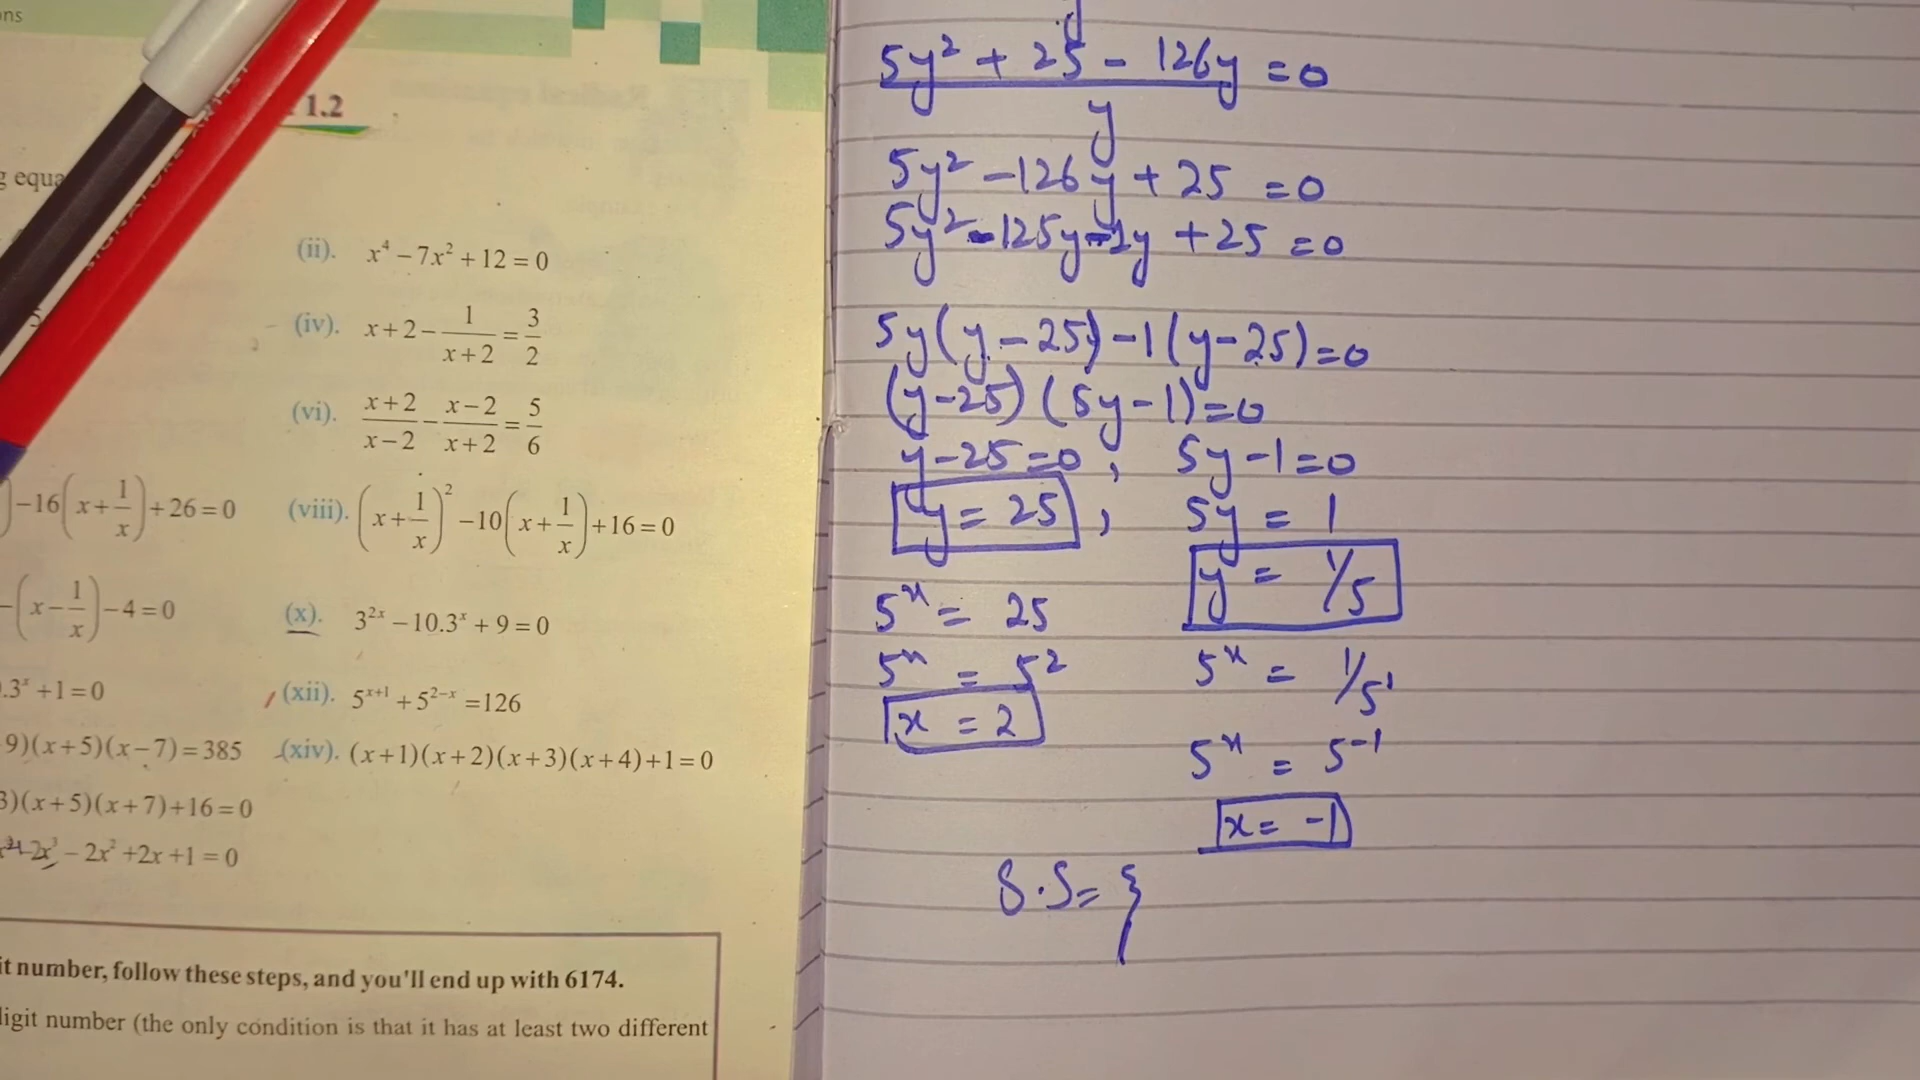 ns
1.2
g equa
(ii). x⁴ − 7x² + 12 = 0
(iv). x + 2 − 1/(x + 2) = 3/2
(vi). (x + 2)/(x − 2) − (x − 2)/(x + 2) = 5/6
) − 16(x + 1/x) + 26 = 0
(viii). (x + 1/x)² − 10(x + 1/x) + 16 = 0
− (x − 1/x) − 4 = 0
(x). 3²ˣ − 10.3ˣ + 9 = 0
.3ˣ + 1 = 0
(xii). 5ˣ⁺¹ + 5²⁻ˣ = 126
9)(x + 5)(x − 7) = 385
(xiv). (x + 1)(x + 2)(x + 3)(x + 4) + 1 = 0
3)(x + 5)(x + 7) + 16 = 0
2x³ − 2x² + 2x + 1 = 0
it number, follow these steps, and you'll end up with 6174.
digit number (the only condition is that it has at least two different
y
5y² + 25 − 126y = 0
y
5y² − 126y + 25 = 0
5y² − 125y − 1y + 25 = 0
5y(y − 25) − 1(y − 25) = 0
(y − 25)(5y − 1) = 0
y − 25 = 0 , 5y − 1 = 0
y = 25 , 5y = 1
y = 1/5
5ˣ = 25
5ˣ = 5²
5ˣ = 1/5¹
x = 2
5ˣ = 5⁻¹
x = −1
S.S = {